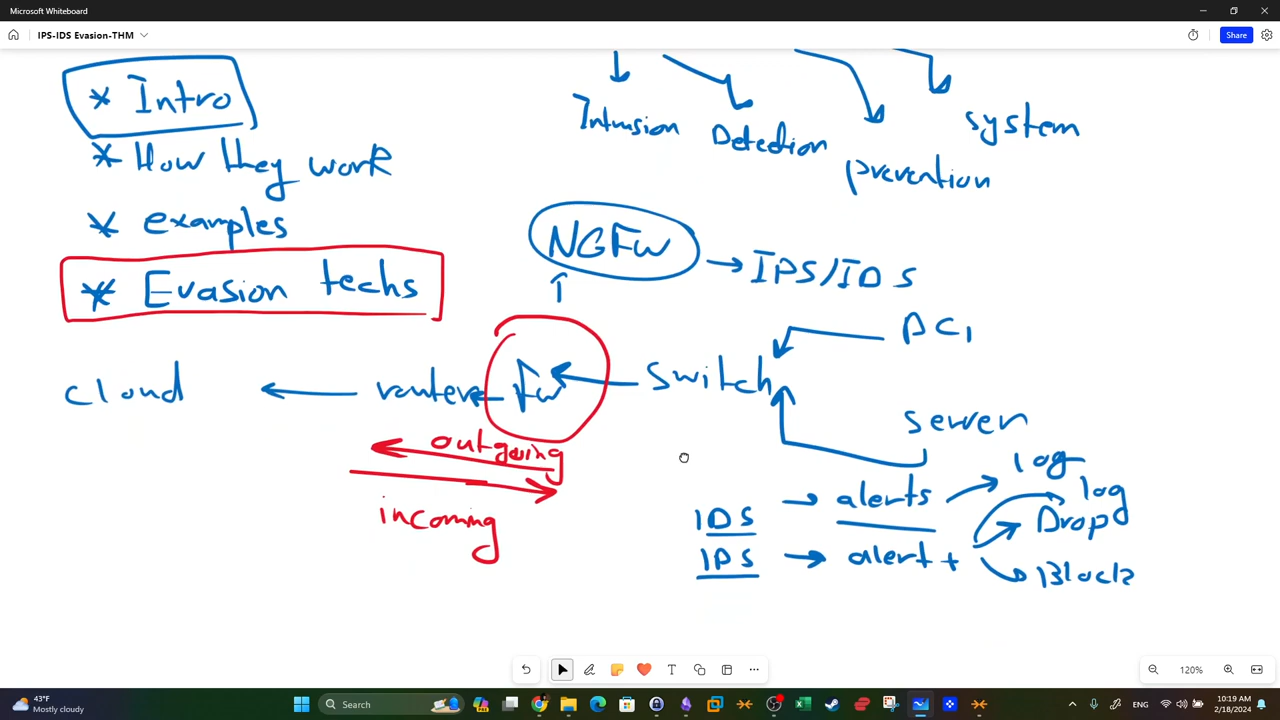 Microsoft Whiteboard
IPS-IDS Evasion-THM
Share
* Intro
* How they work
* examples
* Evasion techs
Intrusion
Detection
prevention
system
NGFW
IPS/IDS
PC1
cloud
router
FW
switch
server
outgoing
incoming
IDS
alerts
log
IPS
alert +
log
Drop
Block
120%
43°F
Mostly cloudy
Search
ENG
10:19 AM
2/18/2024